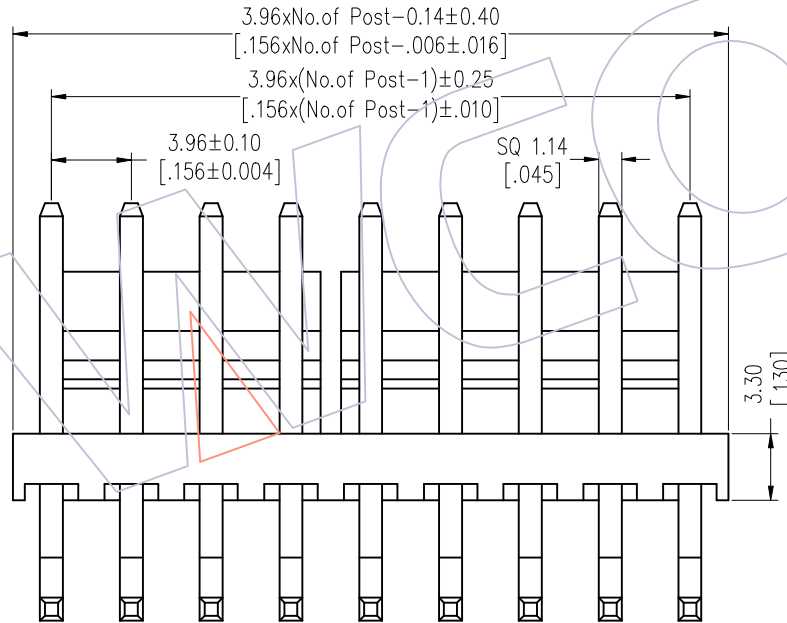 3.96xNo.of Post-0.14±0.40
[.156xNo.of Post-.006±.016]
3.96x(No.of Post-1)±0.25
[.156x(No.of Post-1)±.010]
3.96±0.10
[.156±0.004]
SQ 1.14
[.045]
3.30
[.130]
WCO